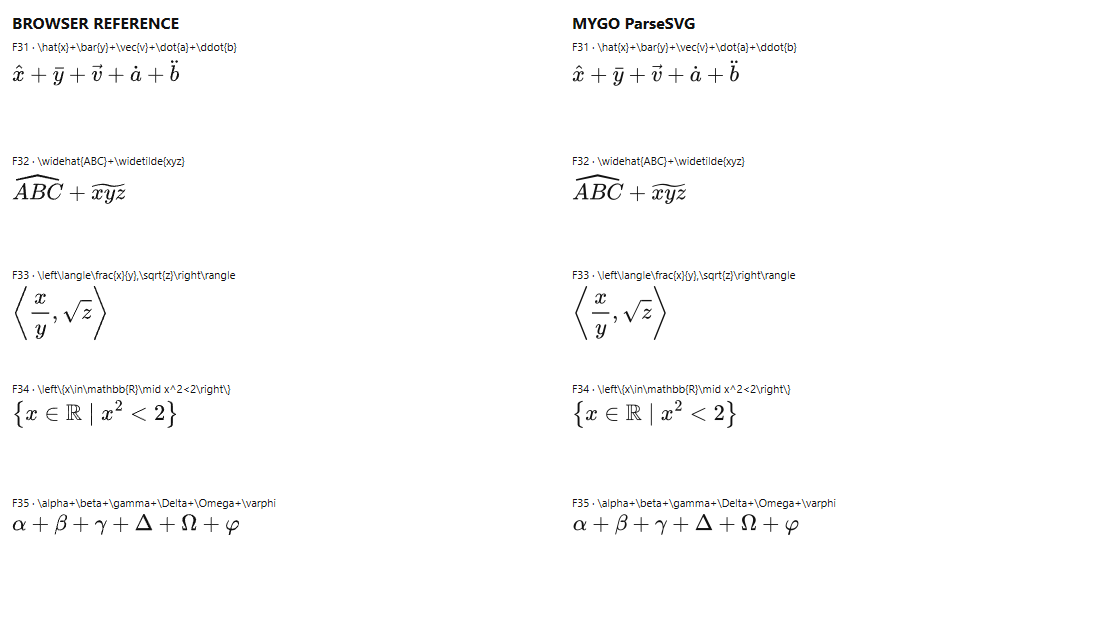 BROWSER REFERENCE
F31 · \hat{x}+\bar{y}+\vec{v}+\dot{a}+\ddot{b}
x̂ + ȳ + v⃗ + ȧ + b̈
F32 · \widehat{ABC}+\widetilde{xyz}
\widehat{ABC} + \widetilde{xyz}
F33 · \left\langle\frac{x}{y},\sqrt{z}\right\rangle
⟨x/y, √z⟩
F34 · \left\{x\in\mathbb{R}\mid x^2<2\right\}
{x ∈ ℝ | x² < 2}
F35 · \alpha+\beta+\gamma+\Delta+\Omega+\varphi
α + β + γ + Δ + Ω + φ
MYGO ParseSVG
F31 · \hat{x}+\bar{y}+\vec{v}+\dot{a}+\ddot{b}
x̂ + ȳ + v⃗ + ȧ + b̈
F32 · \widehat{ABC}+\widetilde{xyz}
\widehat{ABC} + \widetilde{xyz}
F33 · \left\langle\frac{x}{y},\sqrt{z}\right\rangle
⟨x/y, √z⟩
F34 · \left\{x\in\mathbb{R}\mid x^2<2\right\}
{x ∈ ℝ | x² < 2}
F35 · \alpha+\beta+\gamma+\Delta+\Omega+\varphi
α + β + γ + Δ + Ω + φ